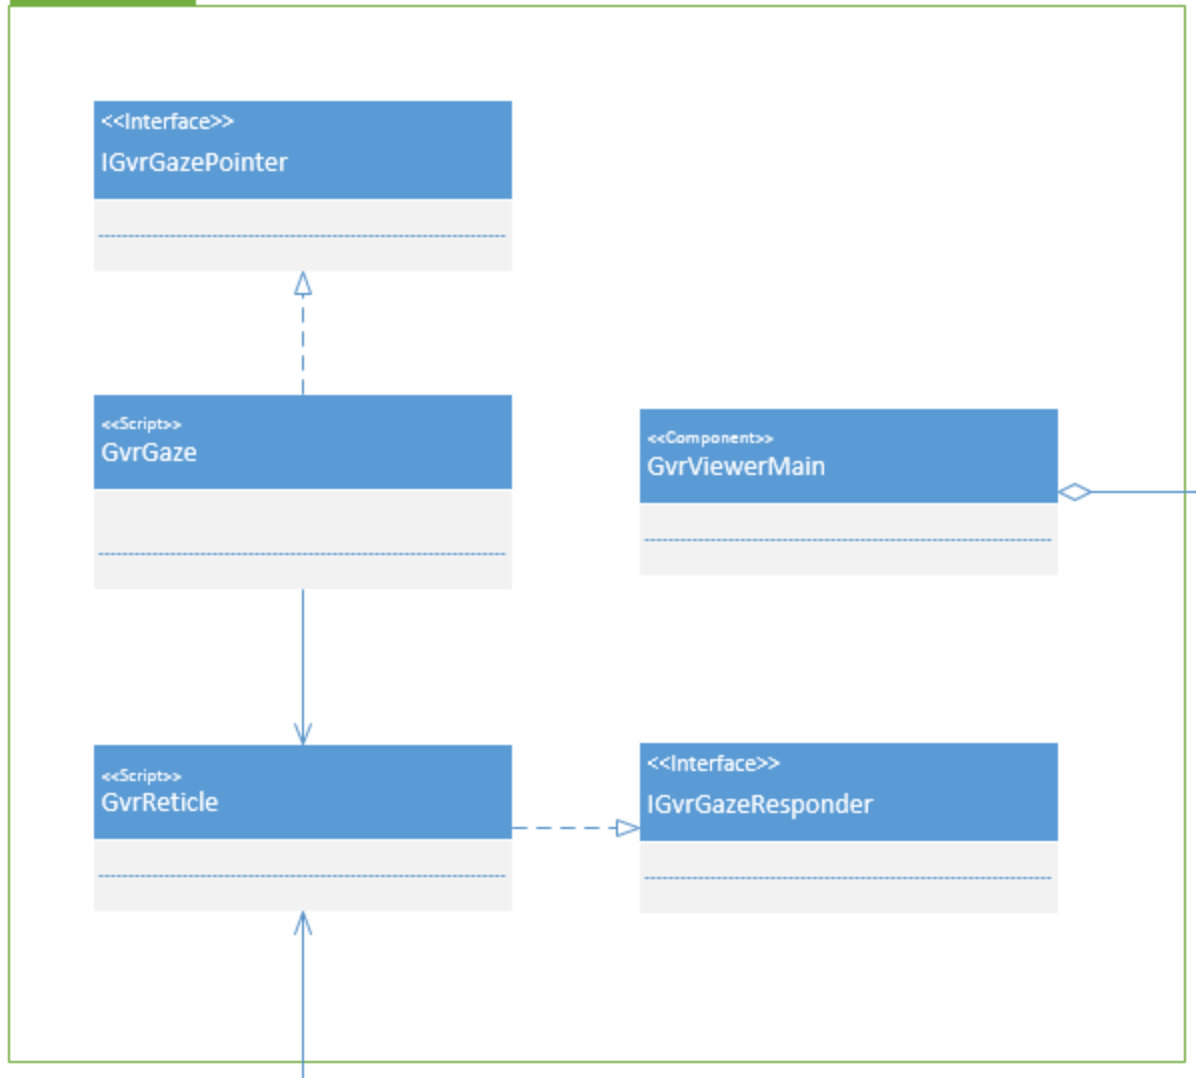 <<Interface>>
IGvrGazePointer
<<Script>>
GvrGaze
<<Component>>
GvrViewerMain
<<Script>>
GvrReticle
<<Interface>>
IGvrGazeResponder